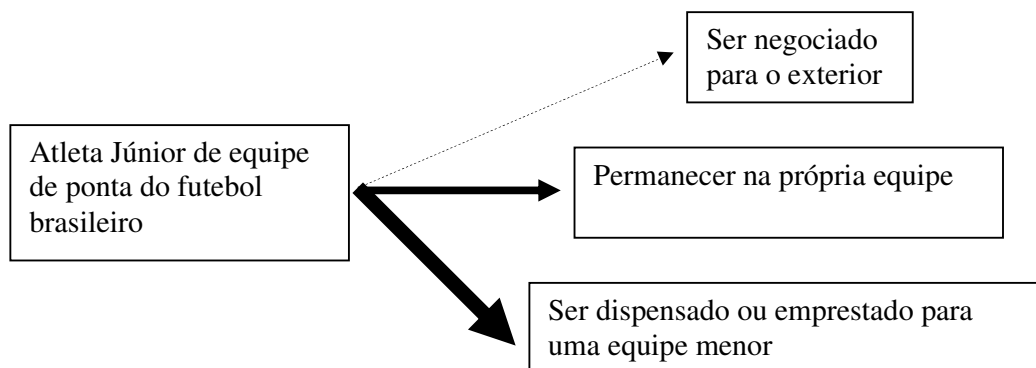 Ser negociado
para o exterior
Atleta Júnior de equipe
de ponta do futebol
brasileiro
Permanecer na própria equipe
Ser dispensado ou emprestado para
uma equipe menor